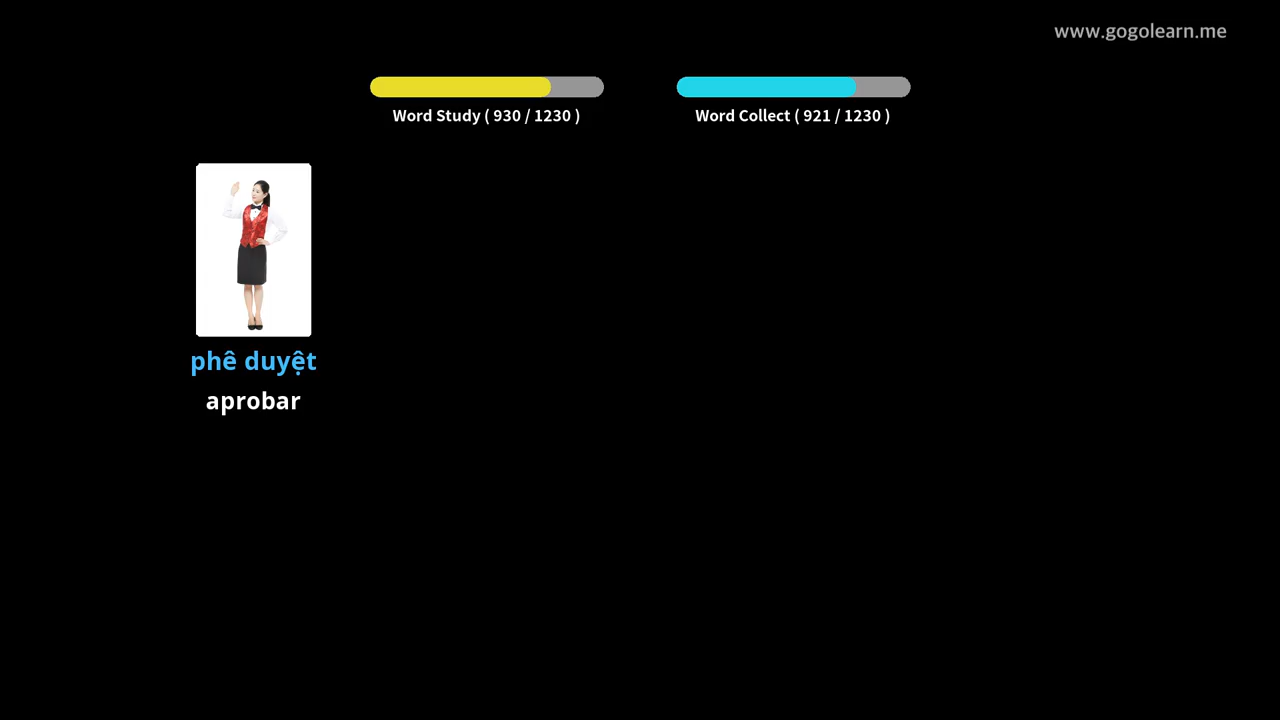 www.gogolearn.me
Word Study ( 930 / 1230 )
Word Collect ( 921 / 1230 )
phê duyệt
aprobar